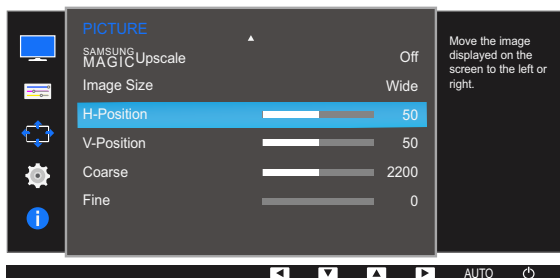 PICTURE
SAMSUNG
MAGIC Upscale Off
Image Size Wide
H-Position 50
V-Position 50
Coarse 2200
Fine 0
Move the image
displayed on the
screen to the left or
right.
AUTO